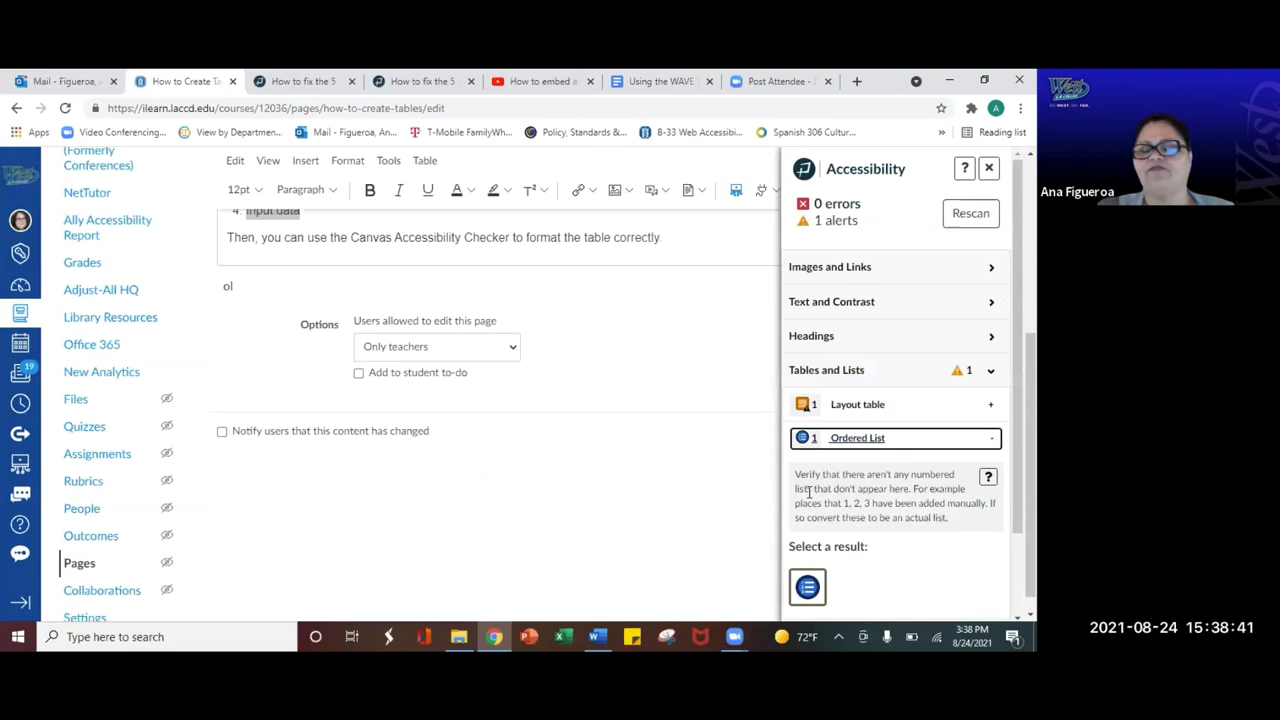 Mail - Figueroa, A
How to Create Ta
How to fix the 5
How to fix the 5
How to embed a
Using the WAVE T
Post Attendee - Z
https://ilearn.laccd.edu/courses/12036/pages/how-to-create-tables/edit
A
Apps
Video Conferencing...
View by Departmen...
Mail - Figueroa, An...
T-Mobile FamilyWh...
Policy, Standards &...
B-33 Web Accessibi...
Spanish 306 Cultur...
»
Reading list
(Formerly
Conferences)
NetTutor
Ally Accessibility
Report
Grades
Adjust-All HQ
Library Resources
Office 365
New Analytics
Files
Quizzes
Assignments
Rubrics
People
Outcomes
Pages
Collaborations
Settings
19
Edit View Insert Format Tools Table
12pt Paragraph B I U A T²
4. Input data
Then, you can use the Canvas Accessibility Checker to format the table correctly.
ol
Options
Users allowed to edit this page
Only teachers
Add to student to-do
Notify users that this content has changed
Accessibility
?
0 errors
1 alerts
Rescan
Images and Links
Text and Contrast
Headings
Tables and Lists 1
1 Layout table +
1 Ordered List -
Verify that there aren't any numbered
lists that don't appear here. For example
places that 1, 2, 3 have been added manually. If
so convert these to be an actual list.
?
Select a result:
Type here to search
72°F
3:38 PM
8/24/2021
West
Ana Figueroa
2021-08-24 15:38:41